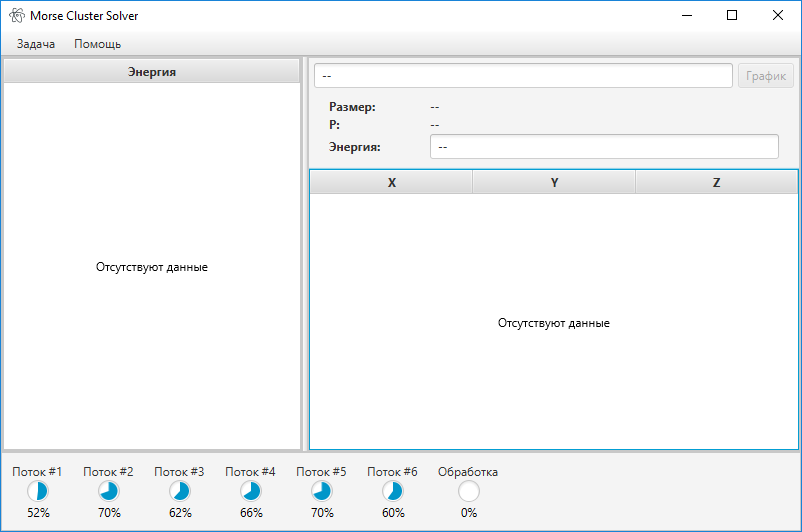 Morse Cluster Solver
Задача Помощь
Энергия
--
График
Размер: --
P: --
Энергия: --
X Y Z
Отсутствуют данные
Отсутствуют данные
Поток #1 Поток #2 Поток #3 Поток #4 Поток #5 Поток #6 Обработка
52% 70% 62% 66% 70% 60% 0%